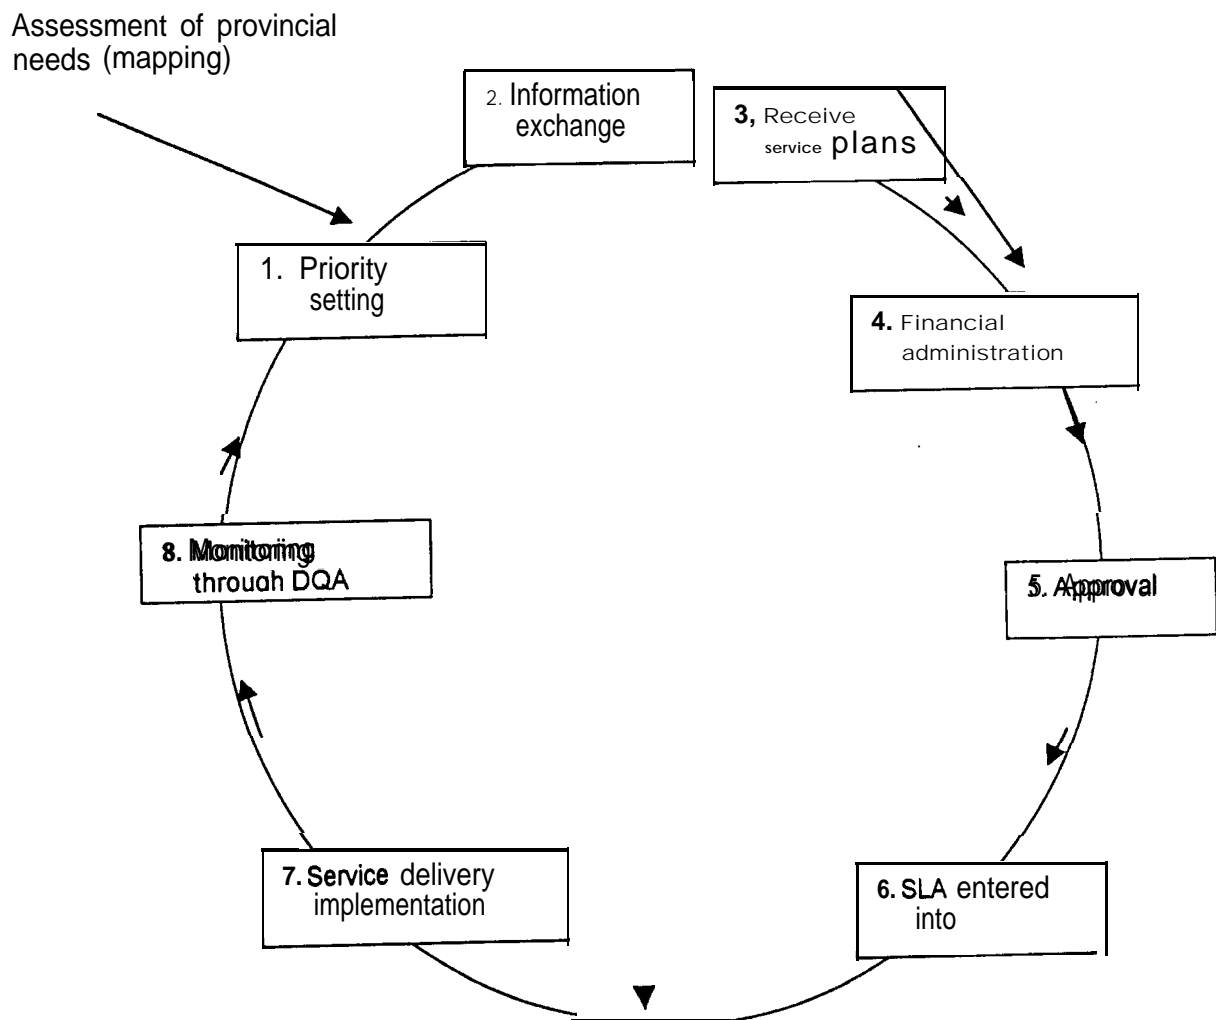 Assessment of provincial
needs (mapping)
2. Information
exchange
3, Receive
service plans
1. Priority
setting
4. Financial
administration
8. Monitoring
through DQA
5. Approval
7. Service delivery
implementation
6. SLA entered
into